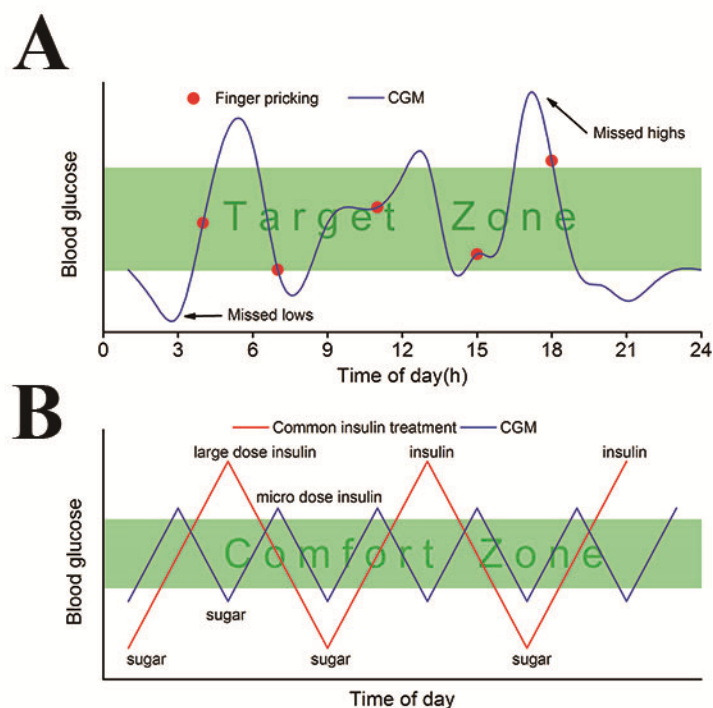 A
Finger pricking CGM
Missed highs
Target Zone
Missed lows
Blood glucose
0 3 6 9 12 15 18 21 24
Time of day(h)
B
Common insulin treatment CGM
large dose insulin insulin insulin
micro dose insulin
Comfort Zone
sugar
sugar sugar sugar
Blood glucose
Time of day